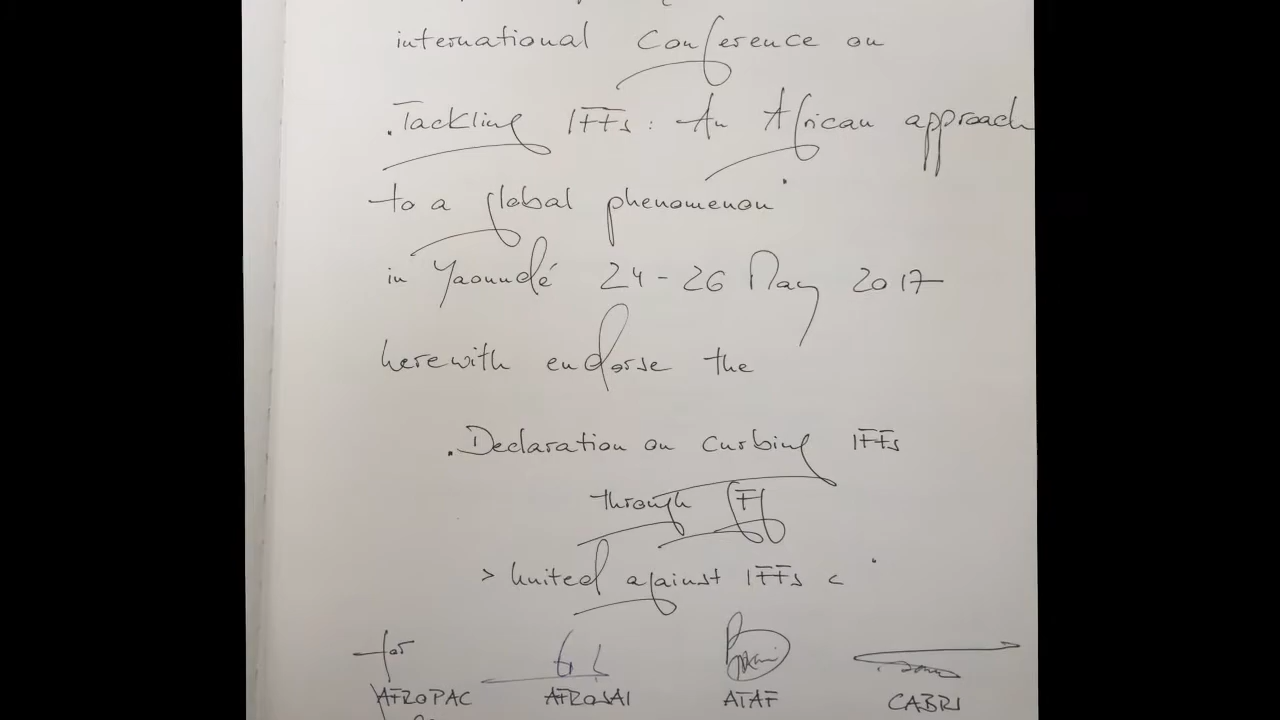 international Conference on
"Tackling IFFs: An African approach
to a global phenomenon"
in Yaoundé 24-26 May 2017
herewith endorse the
"Declaration on curbing IFFs
through
> United against IFFs < "
for
AFROPAC AFROSAI ATAF CABRI